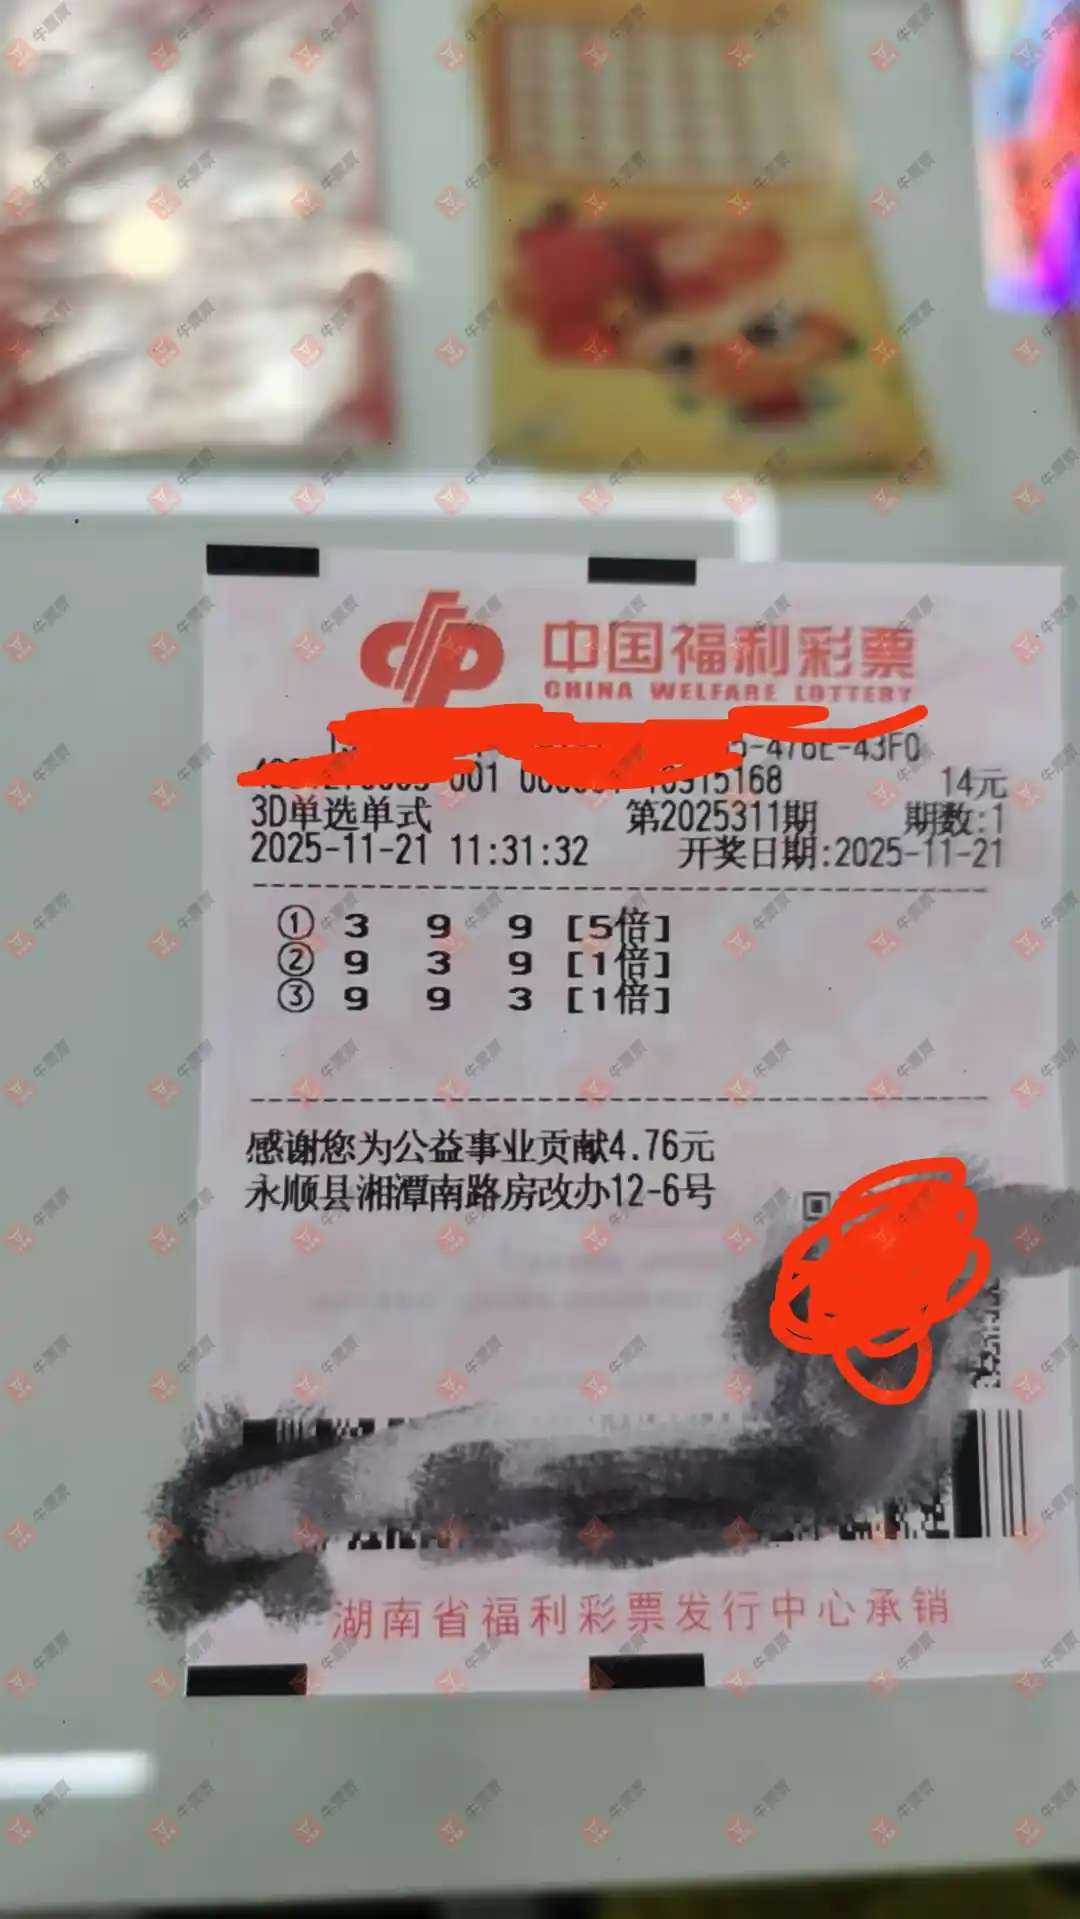 中国福利彩票
CHINA WELFARE LOTTERY
5-476E-43F0
001 10915168 14元
3D单选单式 第2025311期 期数:1
2025-11-21 11:31:32 开奖日期:2025-11-21
① 3 9 9 [5倍]
② 9 3 9 [1倍]
③ 9 9 3 [1倍]
感谢您为公益事业贡献4.76元
永顺县湘潭南路房改办12-6号
湖南省福利彩票发行中心承销